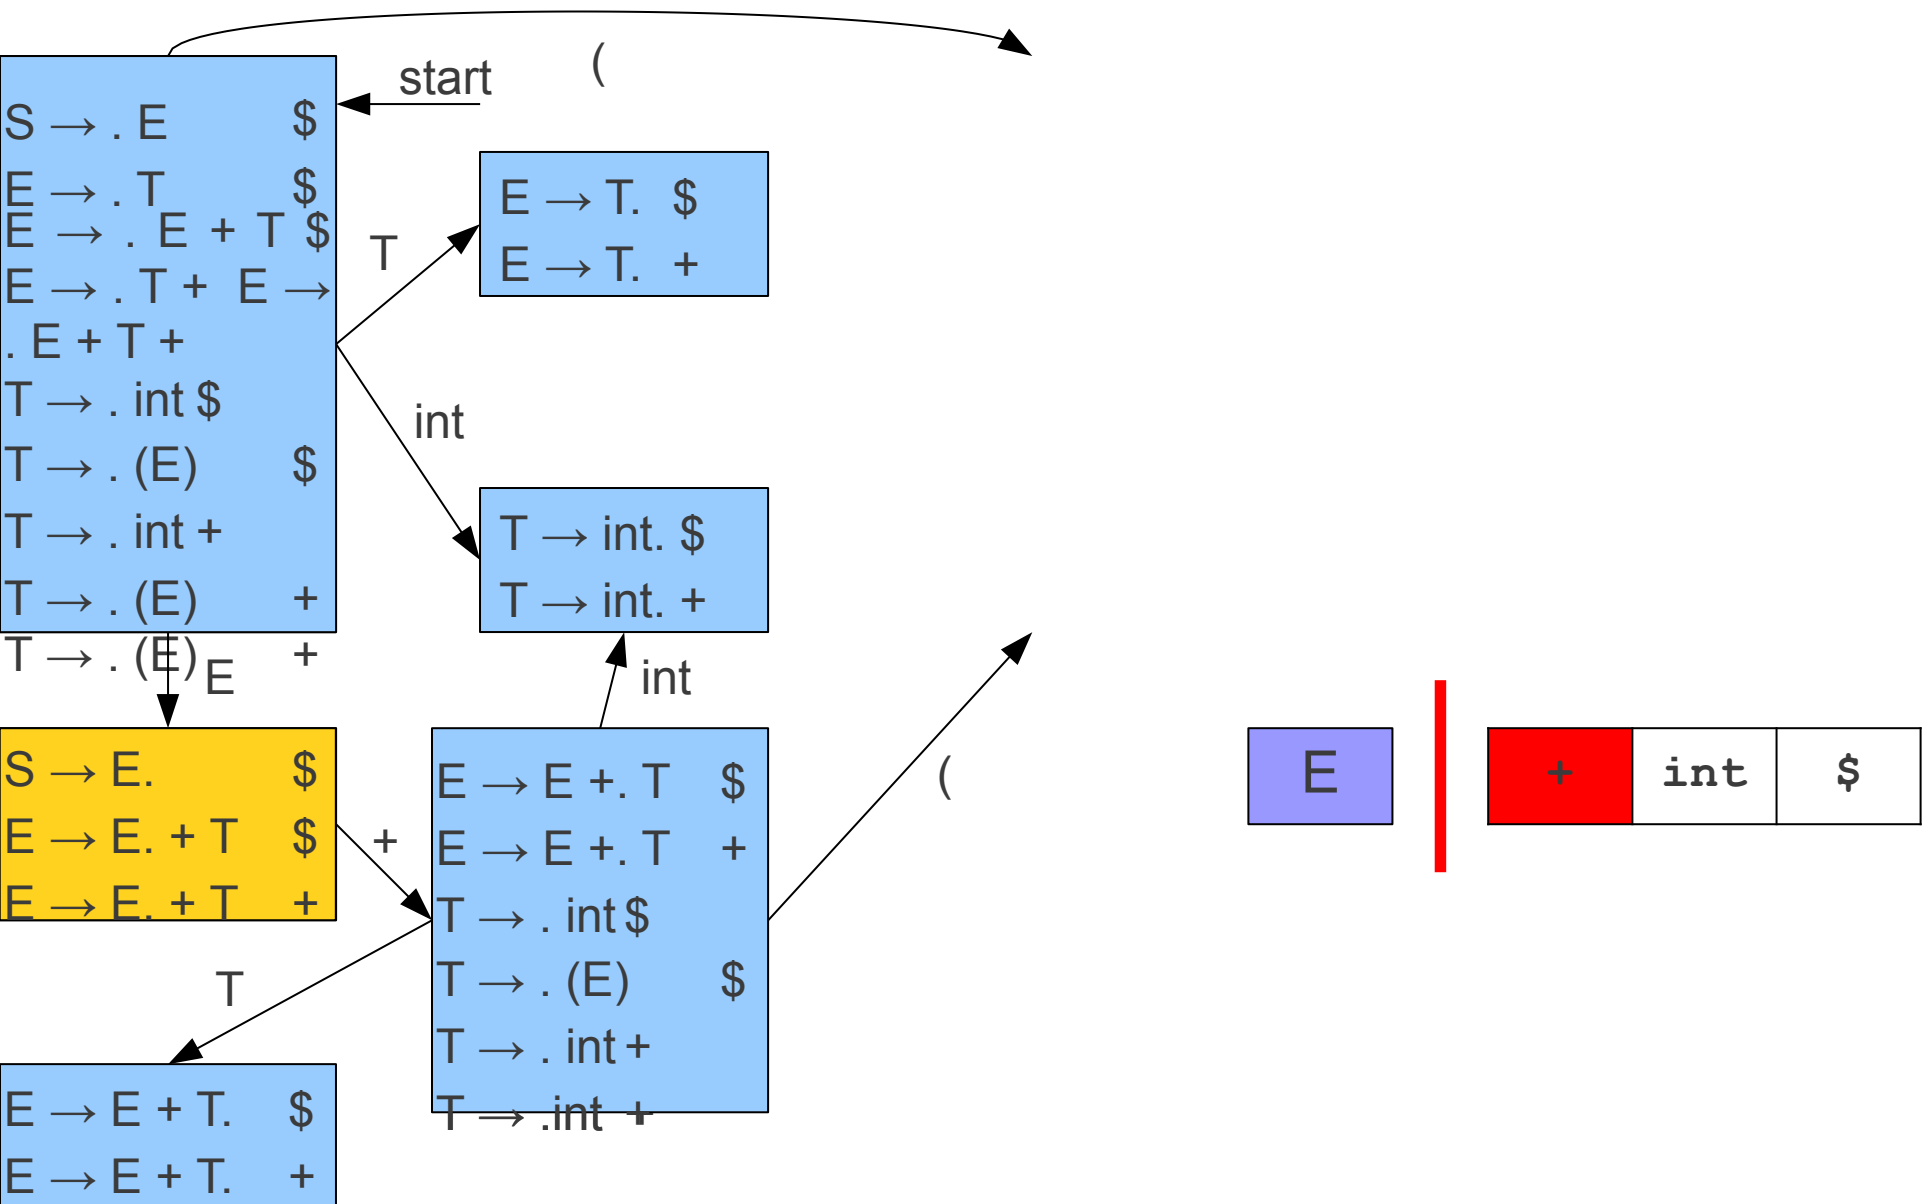 (
start
S → . E $
E → . T $
E → . E + T $
E → . T + E →
. E + T +
T → . int $
T → . (E) $
T → . int +
T → . (E) +
T → . (E) +
T
E → T. $
E → T. +
int
T → int. $
T → int. +
E
int
S → E. $
E → E. + T $
E → E. + T +
+
E → E +. T $
E → E +. T +
T → . int $
T → . (E) $
T → . int +
T → .int +
(
E + int $
T
E → E + T. $
E → E + T. +